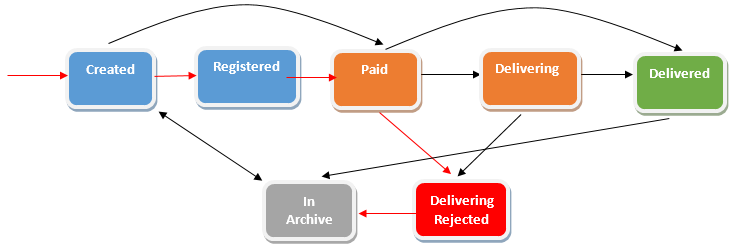 Created
Registered
Paid
Delivering
Delivered
In
Archive
Delivering
Rejected